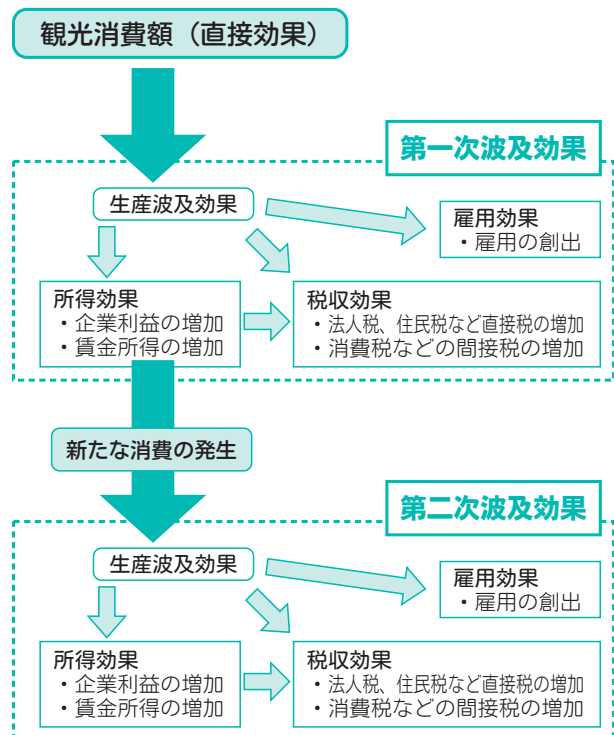 観光消費額（直接効果）
第一次波及効果
生産波及効果
雇用効果
・雇用の創出
所得効果
・企業利益の増加
・賃金所得の増加
税収効果
・法人税、住民税など直接税の増加
・消費税などの間接税の増加
新たな消費の発生
第二次波及効果
生産波及効果
雇用効果
・雇用の創出
所得効果
・企業利益の増加
・賃金所得の増加
税収効果
・法人税、住民税など直接税の増加
・消費税などの間接税の増加